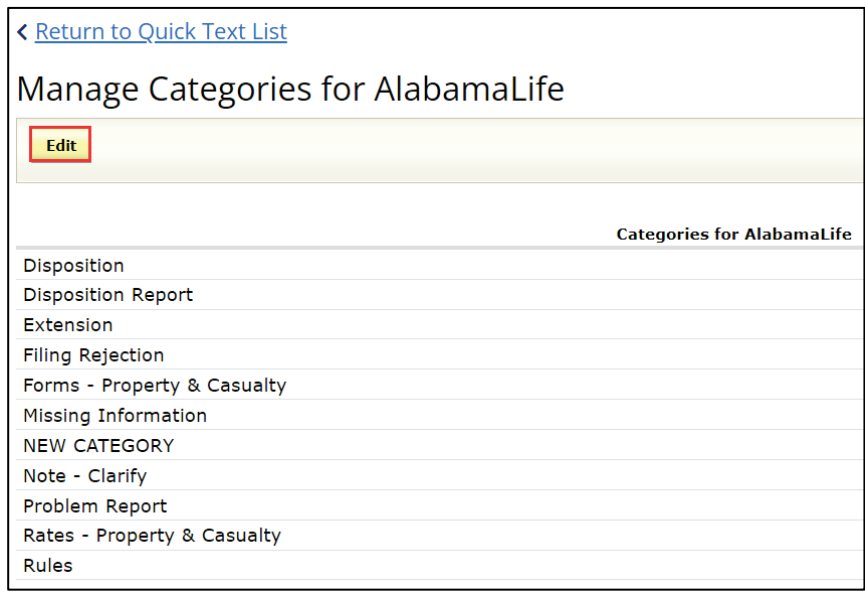 Return to Quick Text List
Manage Categories for AlabamaLife
Edit
Categories for AlabamaLife
Disposition
Disposition Report
Extension
Filing Rejection
Forms - Property & Casualty
Missing Information
NEW CATEGORY
Note - Clarify
Problem Report
Rates - Property & Casualty
Rules